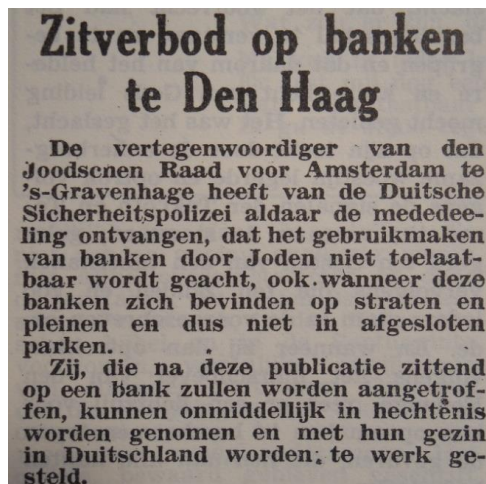 Zitverbod op banken
te Den Haag
De vertegenwoordiger van den
Joodscnen Raad voor Amsterdam te
's-Gravenhage heeft van de Duitsche
Sicherheitspolizei aldaar de mededee-
ling ontvangen, dat het gebruikmaken
van banken door Joden niet toelaat-
baar wordt geacht, ook wanneer deze
banken zich bevinden op straten en
pleinen en dus niet in afgesloten
parken.
Zij, die na deze publicatie zittend
op een bank zullen worden aangetrof-
fen, kunnen onmiddellijk in hechtenis
worden genomen en met hun gezin
in Duitschland worden te werk ge-
steld.